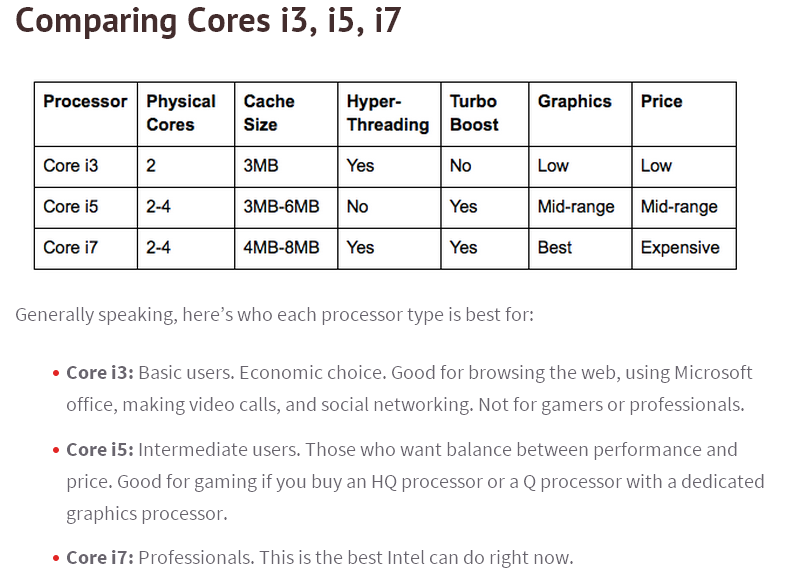 Comparing Cores i3, i5, i7
Processor Physical Cores Cache Size Hyper-Threading Turbo Boost Graphics Price
Core i3 2 3MB Yes No Low Low
Core i5 2-4 3MB-6MB No Yes Mid-range Mid-range
Core i7 2-4 4MB-8MB Yes Yes Best Expensive
Generally speaking, here’s who each processor type is best for:
• Core i3: Basic users. Economic choice. Good for browsing the web, using Microsoft
office, making video calls, and social networking. Not for gamers or professionals.
• Core i5: Intermediate users. Those who want balance between performance and
price. Good for gaming if you buy an HQ processor or a Q processor with a dedicated
graphics processor.
• Core i7: Professionals. This is the best Intel can do right now.